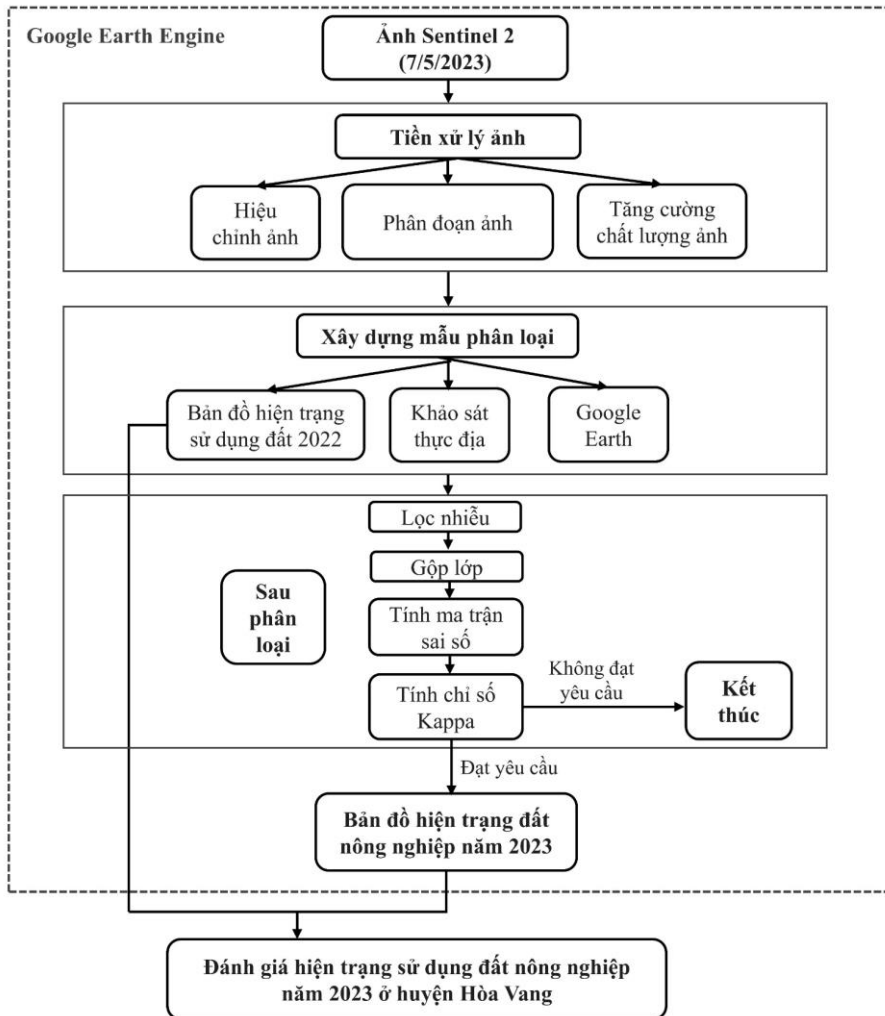 Google Earth Engine
Ảnh Sentinel 2
(7/5/2023)
Tiền xử lý ảnh
Hiệu
chỉnh ảnh
Phân đoạn ảnh
Tăng cường
chất lượng ảnh
Xây dựng mẫu phân loại
Bản đồ hiện trạng
sử dụng đất 2022
Khảo sát
thực địa
Google
Earth
Lọc nhiễu
Gộp lớp
Sau
phân
loại
Tính ma trận
sai số
Tính chỉ số
Kappa
Không đạt
yêu cầu
Kết
thúc
Đạt yêu cầu
Bản đồ hiện trạng đất
nông nghiệp năm 2023
Đánh giá hiện trạng sử dụng đất nông nghiệp
năm 2023 ở huyện Hòa Vang